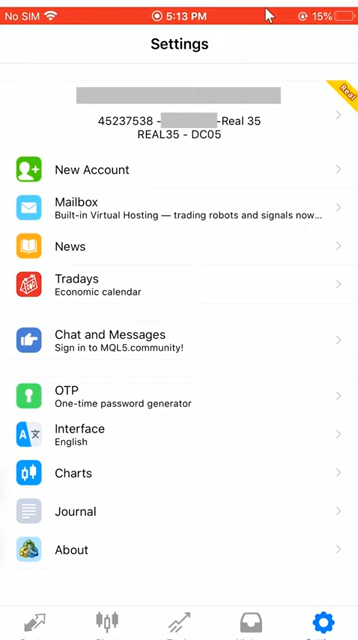 No SIM 5:13 PM 15%
Settings
Real
45237538 - -Real 35
REAL35 - DC05
New Account
Mailbox
Built-in Virtual Hosting — trading robots and signals now...
News
Tradays
Economic calendar
Chat and Messages
Sign in to MQL5.community!
OTP
One-time password generator
Interface
English
Charts
Journal
About